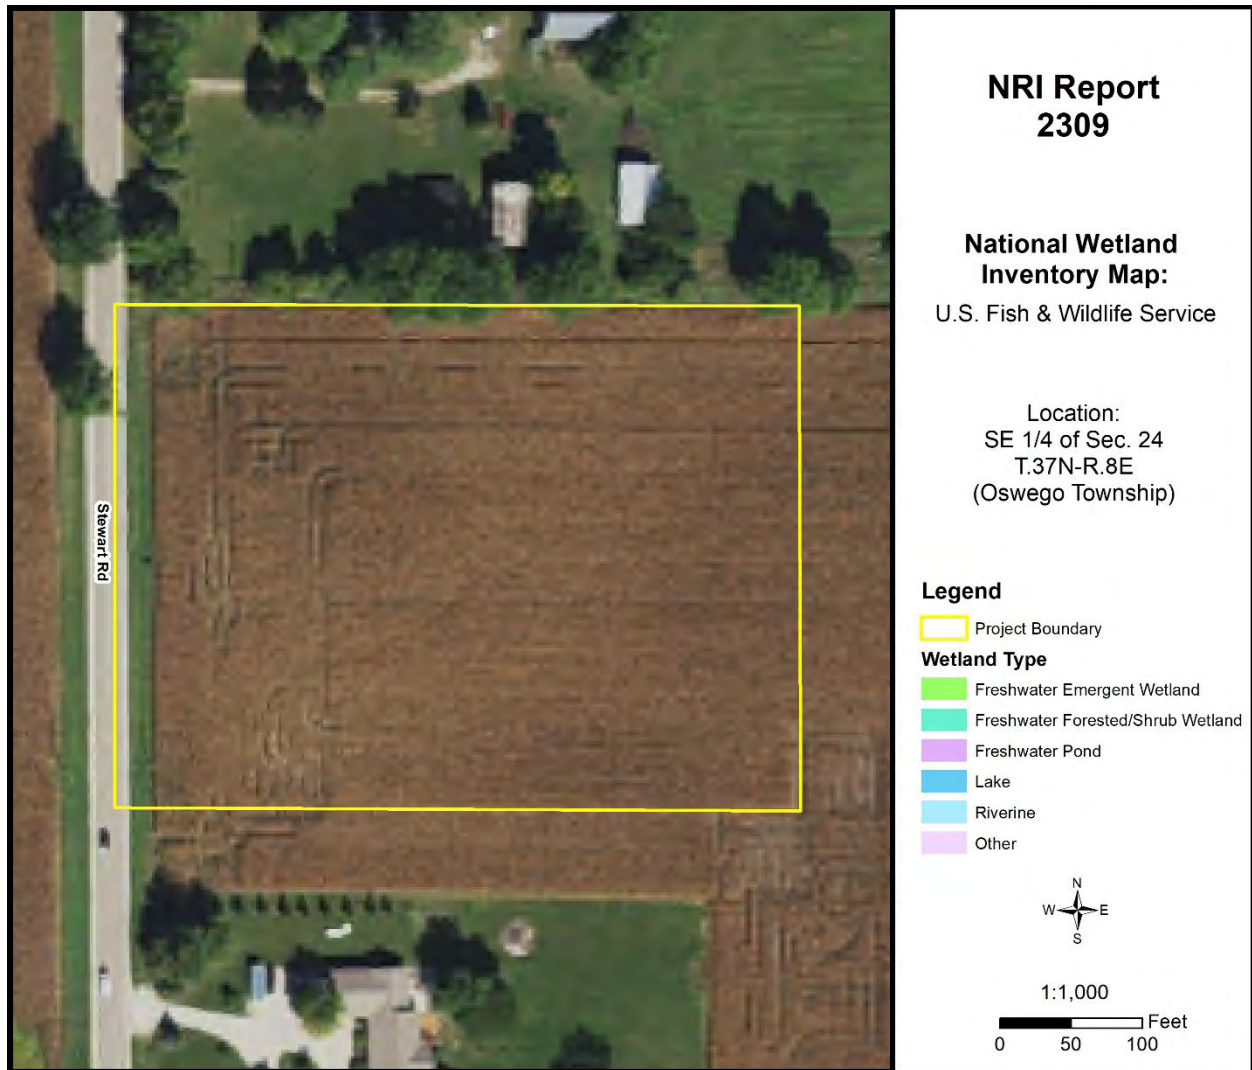 NRI Report
2309
National Wetland
Inventory Map:
U.S. Fish & Wildlife Service
Location:
SE 1/4 of Sec. 24
T.37N-R.8E
(Oswego Township)
Stewart Rd
Legend
Project Boundary
Wetland Type
Freshwater Emergent Wetland
Freshwater Forested/Shrub Wetland
Freshwater Pond
Lake
Riverine
Other
N
W E
S
1:1,000
Feet
0 50 100